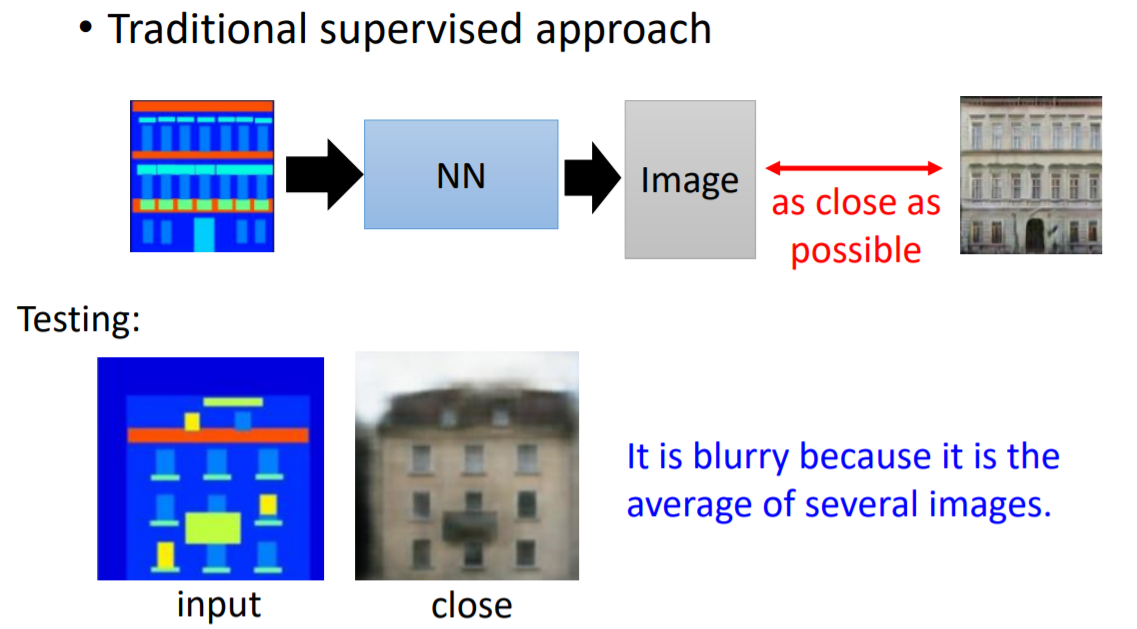 • Traditional supervised approach
NN
Image
as close as
possible
Testing:
It is blurry because it is the
average of several images.
input
close